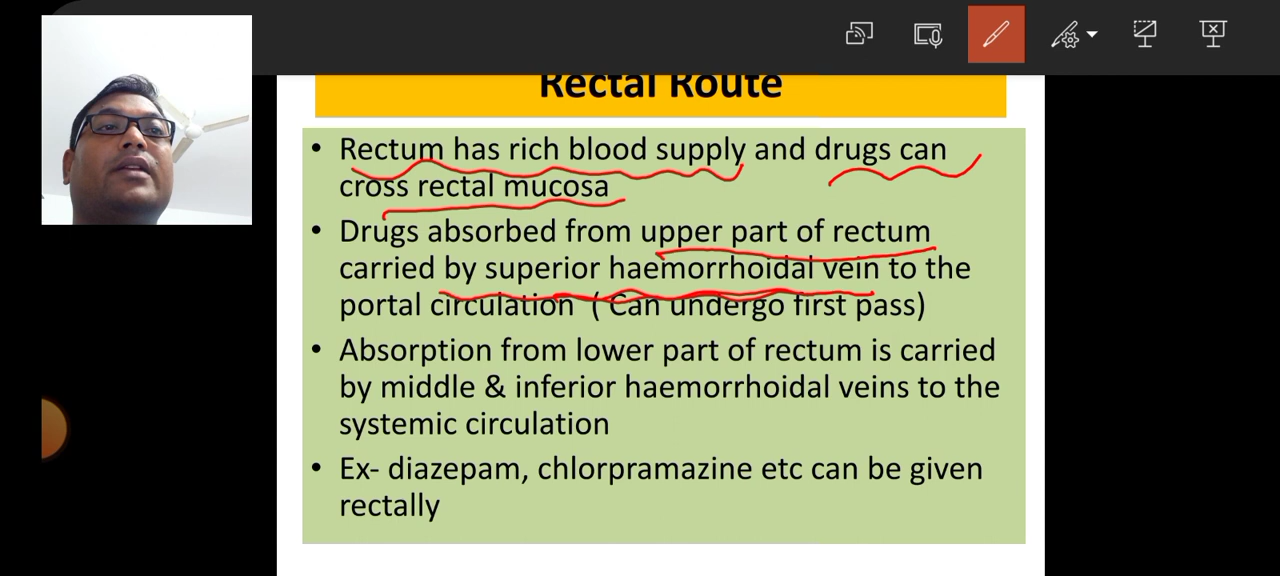 Rectal Route
• Rectum has rich blood supply and drugs can
cross rectal mucosa
• Drugs absorbed from upper part of rectum
carried by superior haemorrhoidal vein to the
portal circulation ( Can undergo first pass)
• Absorption from lower part of rectum is carried
by middle & inferior haemorrhoidal veins to the
systemic circulation
• Ex- diazepam, chlorpramazine etc can be given
rectally